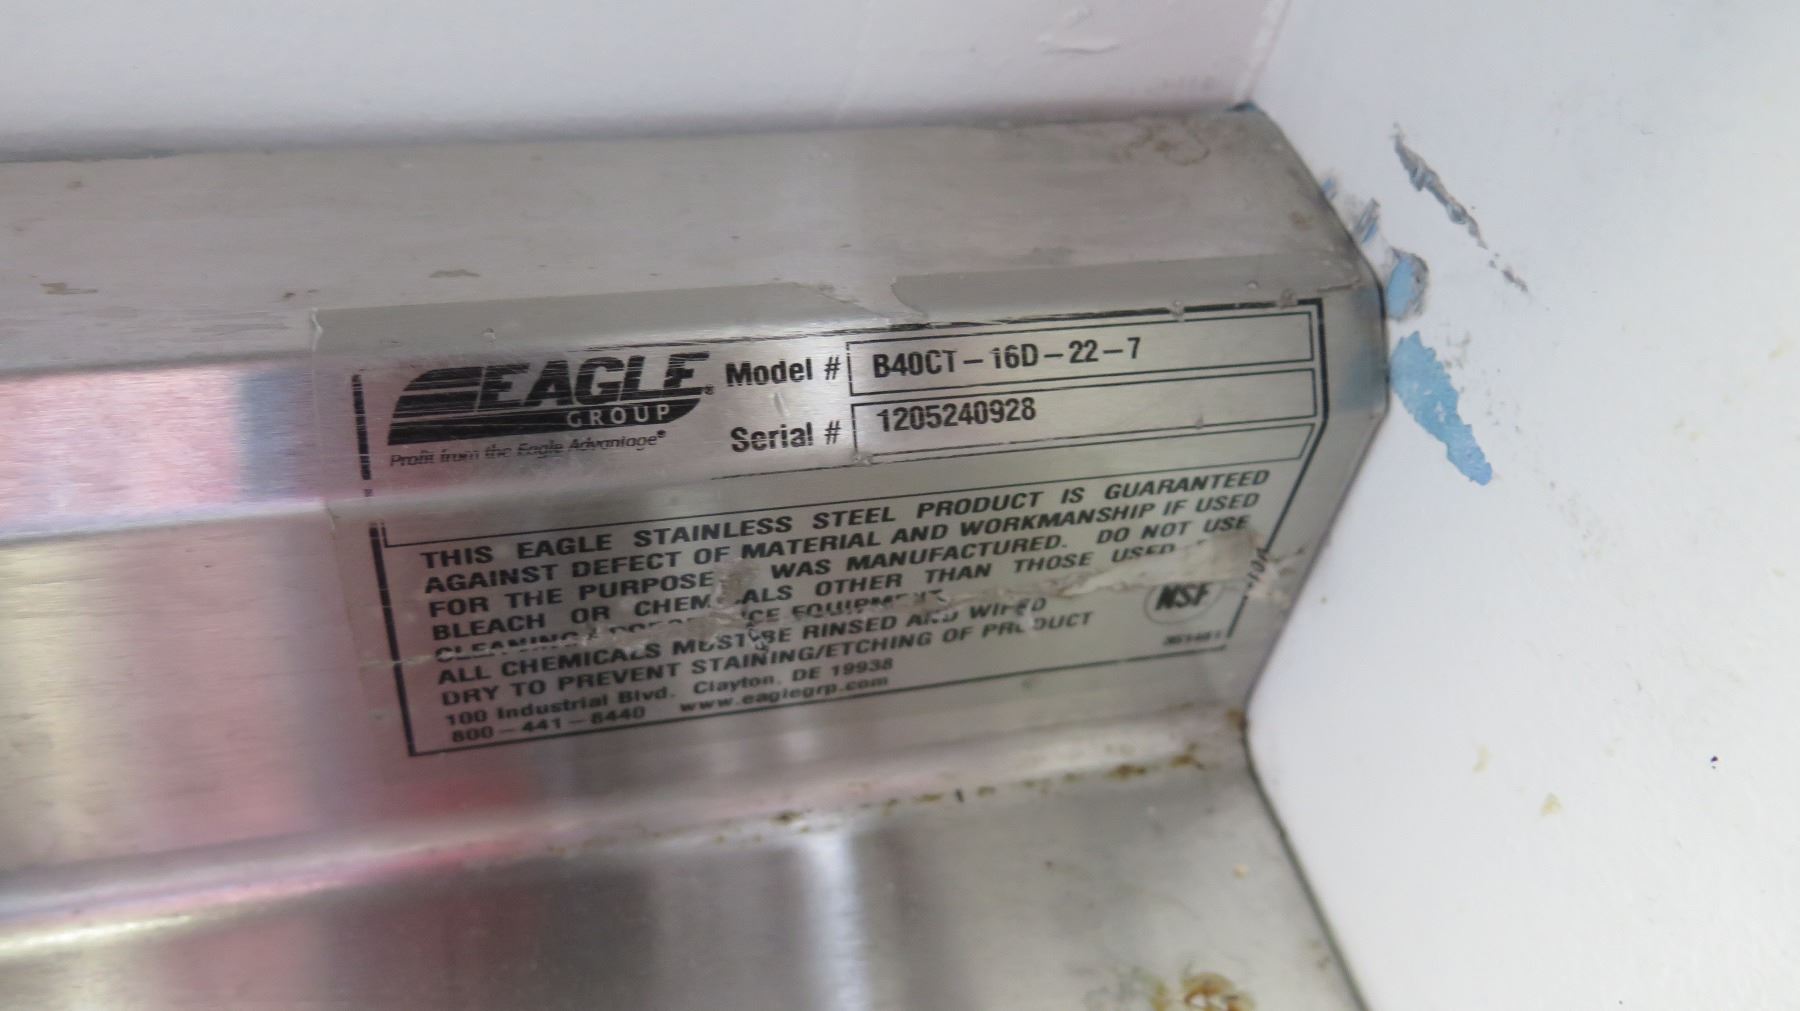 EAGLE
GROUP
Profit from the Eagle Advantage®
Model # B40CT-16D-22-7
Serial # 1205240928
THIS EAGLE STAINLESS STEEL PRODUCT IS GUARANTEED
AGAINST DEFECT OF MATERIAL AND WORKMANSHIP IF USED
FOR THE PURPOSE WAS MANUFACTURED. DO NOT USE
BLEACH OR CHEM ALS OTHER THAN THOSE USED
CLEANING
ALL CHEMICALS MUST BE RINSED AND WIPED
DRY TO PREVENT STAINING/ETCHING OF PRODUCT
100 Industrial Blvd. Clayton, DE 19938
800-441-8440 www.eaglegrp.com
NSF